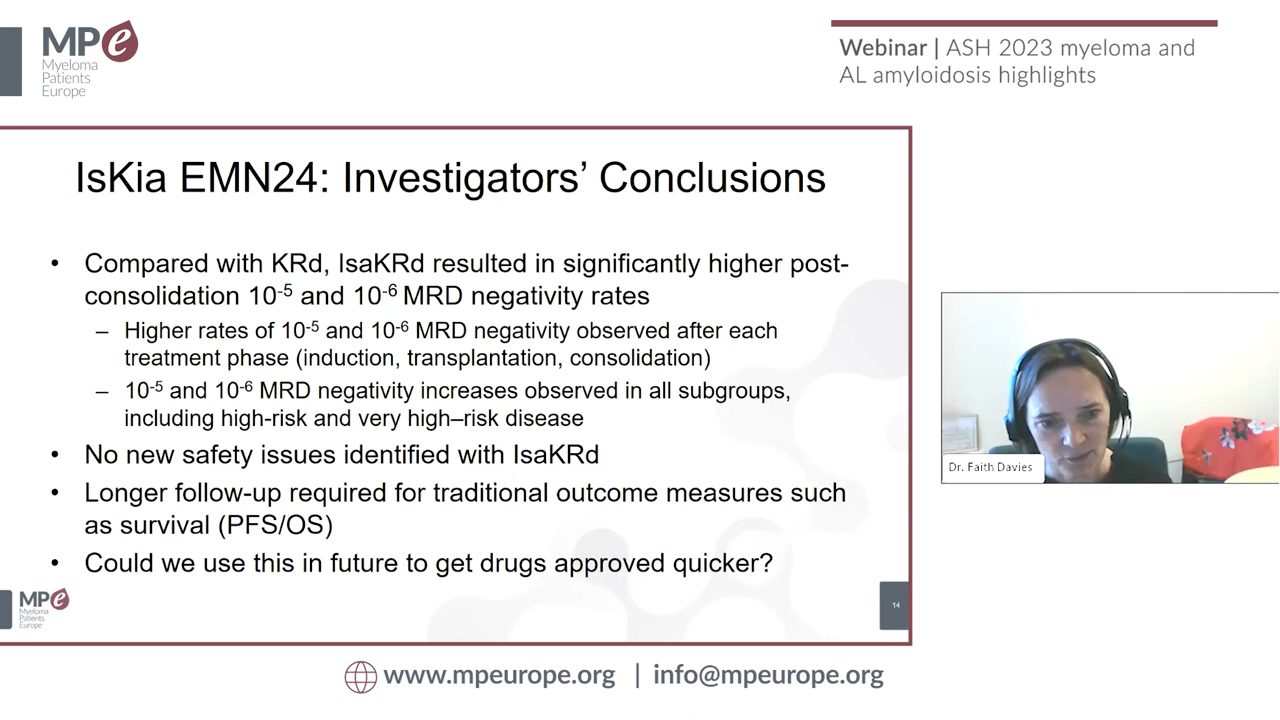 MPe
Myeloma
Patients
Europe
Webinar | ASH 2023 myeloma and
AL amyloidosis highlights
IsKia EMN24: Investigators’ Conclusions
• Compared with KRd, IsaKRd resulted in significantly higher post-
consolidation 10⁻⁵ and 10⁻⁶ MRD negativity rates
– Higher rates of 10⁻⁵ and 10⁻⁶ MRD negativity observed after each
treatment phase (induction, transplantation, consolidation)
– 10⁻⁵ and 10⁻⁶ MRD negativity increases observed in all subgroups,
including high-risk and very high–risk disease
• No new safety issues identified with IsaKRd
• Longer follow-up required for traditional outcome measures such
as survival (PFS/OS)
• Could we use this in future to get drugs approved quicker?
MPe
Myeloma
Patients
Europe
14
Dr. Faith Davies
www.mpeurope.org | info@mpeurope.org